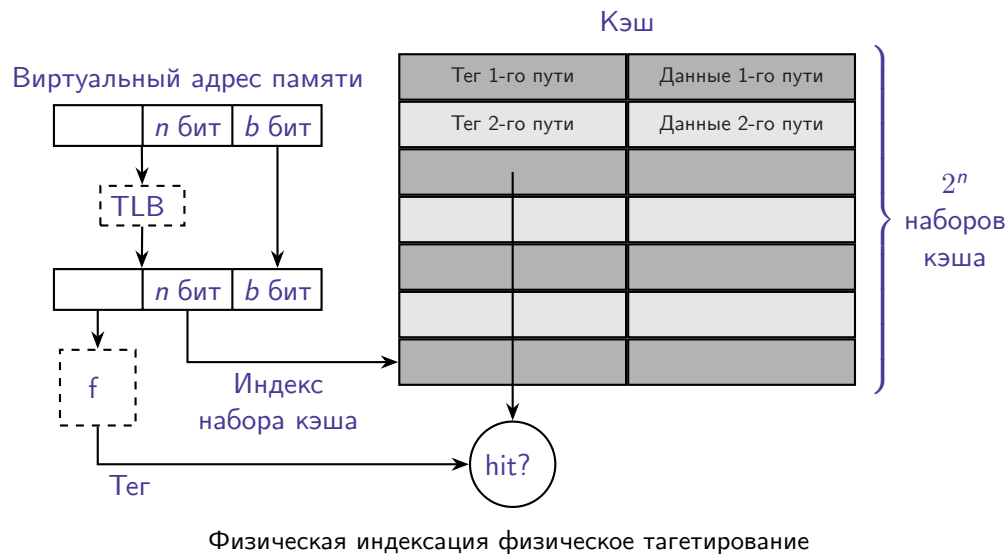 Кэш
Виртуальный адрес памяти
Тег 1-го пути
Данные 1-го пути
n бит
b бит
Тег 2-го пути
Данные 2-го пути
TLB
2ⁿ
наборов
кэша
n бит
b бит
f
Индекс
набора кэша
hit?
Тег
Физическая индексация физическое тагетирование